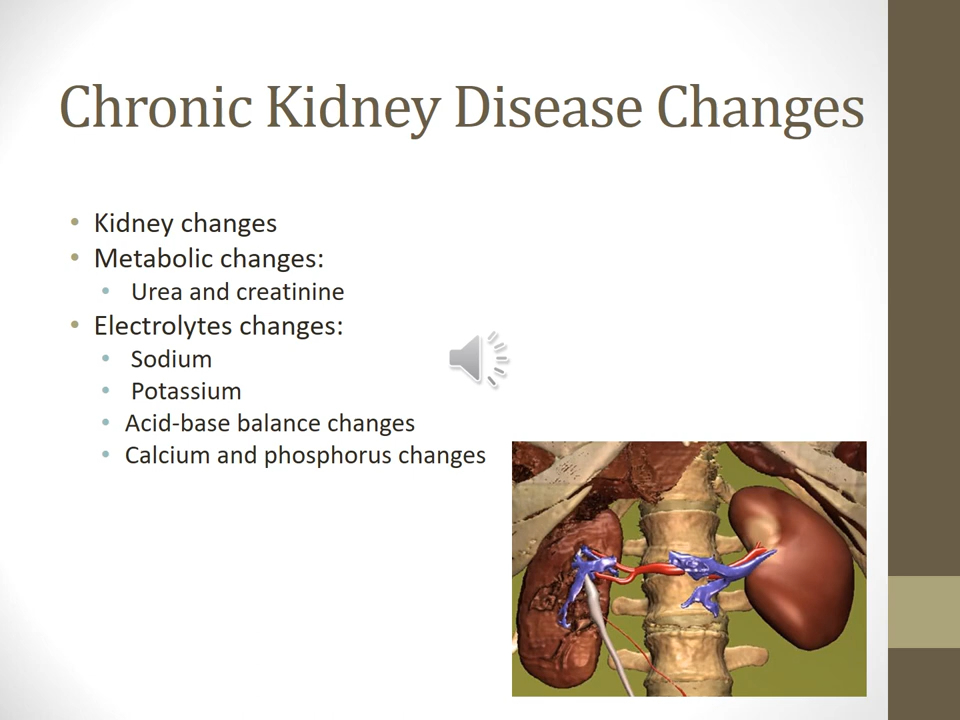 Chronic Kidney Disease Changes
• Kidney changes
• Metabolic changes:
• Urea and creatinine
• Electrolytes changes:
• Sodium
• Potassium
• Acid-base balance changes
• Calcium and phosphorus changes